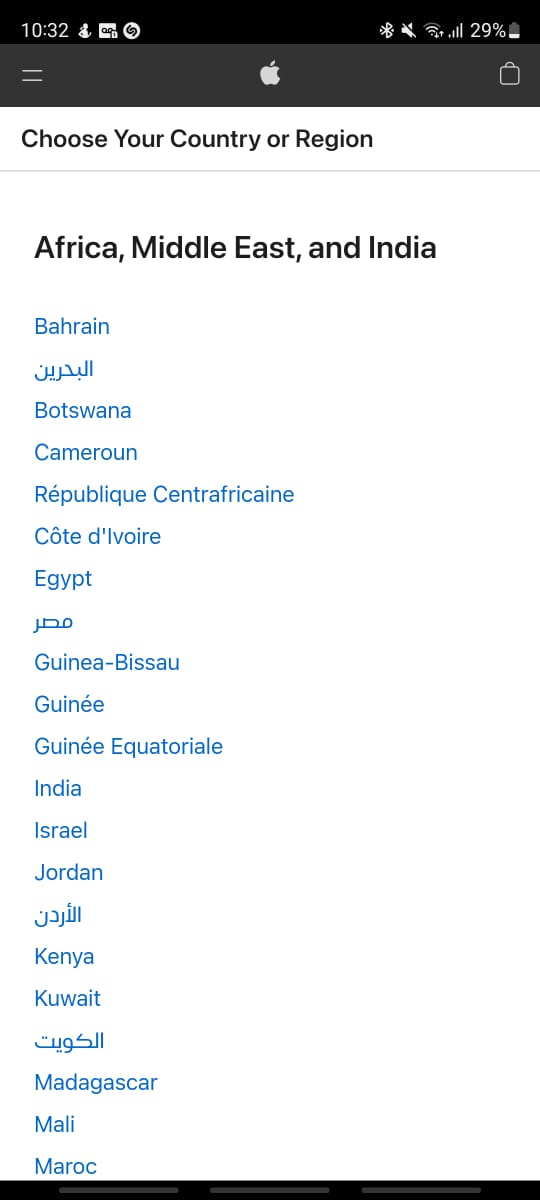 10:32
29%
Choose Your Country or Region
Africa, Middle East, and India
Bahrain
البحرين
Botswana
Cameroun
République Centrafricaine
Côte d'Ivoire
Egypt
مصر
Guinea-Bissau
Guinée
Guinée Equatoriale
India
Israel
Jordan
الأردن
Kenya
Kuwait
الكويت
Madagascar
Mali
Maroc